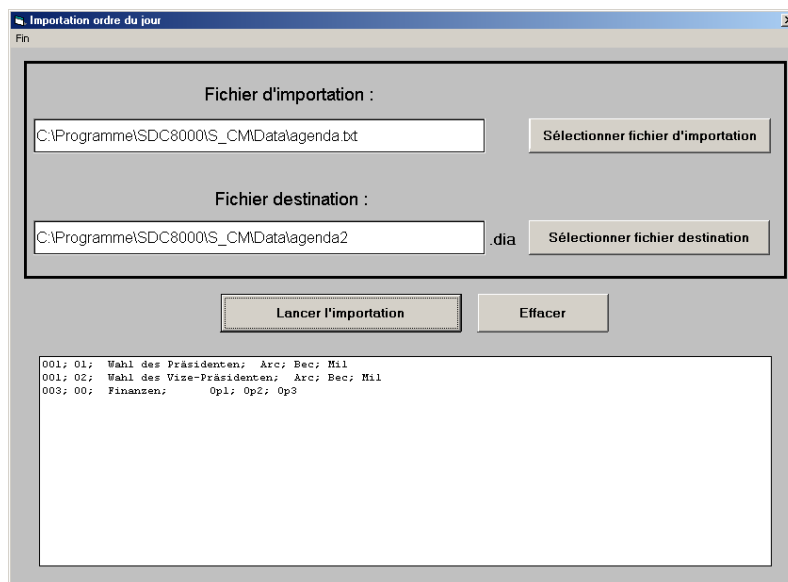 Importation ordre du jour
Fin
Fichier d'importation :
C:\Programme\SDC8000\S_CM\Data\agenda.txt
Sélectionner fichier d'importation
Fichier destination :
C:\Programme\SDC8000\S_CM\Data\agenda2
.dia
Sélectionner fichier destination
Lancer l'importation
Effacer
001; 01;  Wahl des Präsidenten;  Arc; Bec; Mil
001; 02;  Wahl des Vize-Präsidenten;  Arc; Bec; Mil
003; 00;  Finanzen;      Op1; Op2; Op3